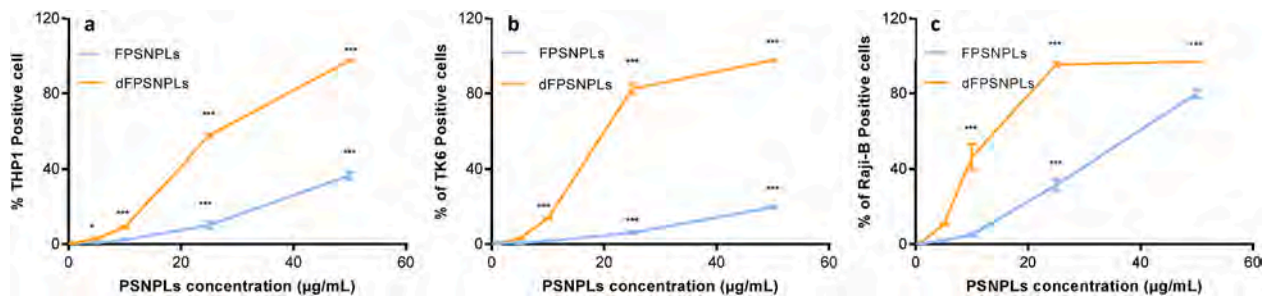 a
120
80
40
0
% THP1 Positive cell
FPSNPLs
dFPSNPLs
*
***
***
***
***
***
0
20
40
60
PSNPLs concentration (µg/mL)
b
120
80
40
0
% of TK6 Positive cells
FPSNPLs
dFPSNPLs
***
***
***
***
***
0
20
40
60
PSNPLs concentration (µg/mL)
c
120
80
40
0
% of Raji-B Positive cells
FPSNPLs
dFPSNPLs
***
***
***
***
0
20
40
60
PSNPLs concentration (µg/mL)